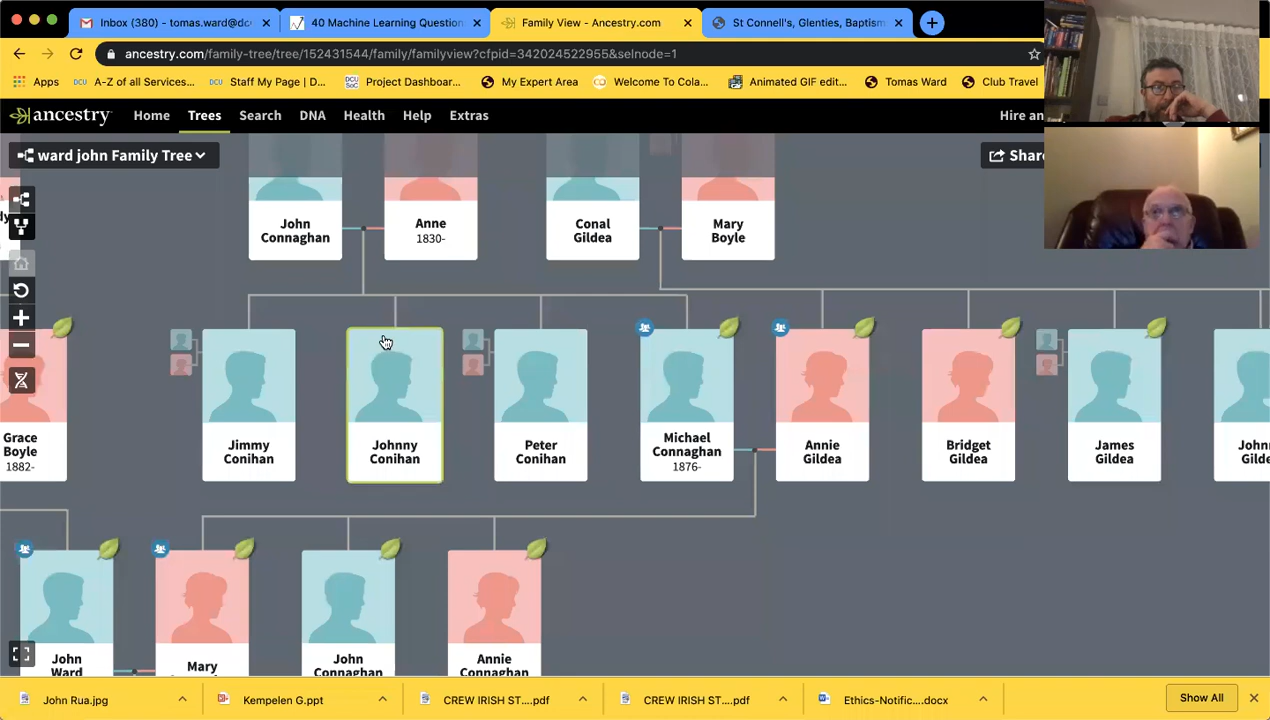 Inbox (380) - tomas.ward@dc
40 Machine Learning Question
Family View - Ancestry.com
St Connell's, Glenties, Baptism
ancestry.com/family-tree/tree/152431544/family/familyview?cfpid=342024522955&selnode=1
Apps
DCU A-Z of all Services...
DCU Staff My Page | D...
Project Dashboar...
My Expert Area
Welcome To Cola...
Animated GIF edit...
Tomas Ward
Club Travel
ancestry
Home
Trees
Search
DNA
Health
Help
Extras
Hire an
ward john Family Tree
Share
John
Connaghan
Anne
1830-
Conal
Gildea
Mary
Boyle
Grace
Boyle
1882-
Jimmy
Conihan
Johnny
Conihan
Peter
Conihan
Michael
Connaghan
1876-
Annie
Gildea
Bridget
Gildea
James
Gildea
John
Gilde
John
Ward
Mary
John
Connaghan
Annie
Connaghan
John Rua.jpg
Kempelen G.ppt
CREW IRISH ST....pdf
CREW IRISH ST....pdf
Ethics-Notific....docx
Show All